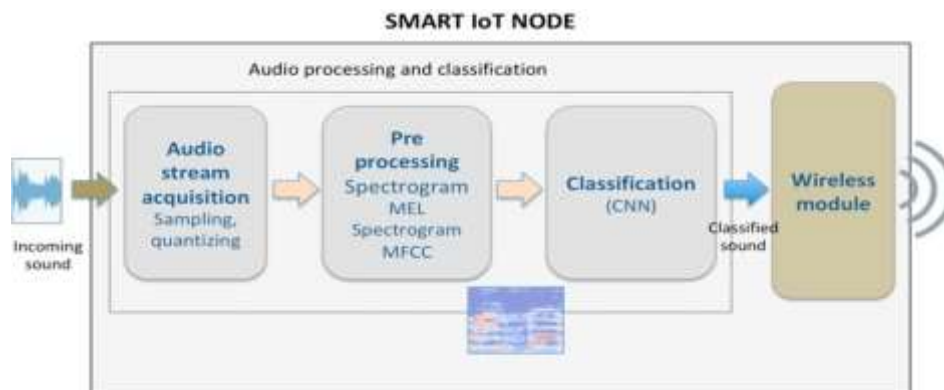 SMART IoT NODE
Audio processing and classification
Incoming
sound
Audio
stream
acquisition
Sampling,
quantizing
Pre
processing
Spectrogram
MEL
Spectrogram
MFCC
Classification
(CNN)
Classified
sound
Wireless
module